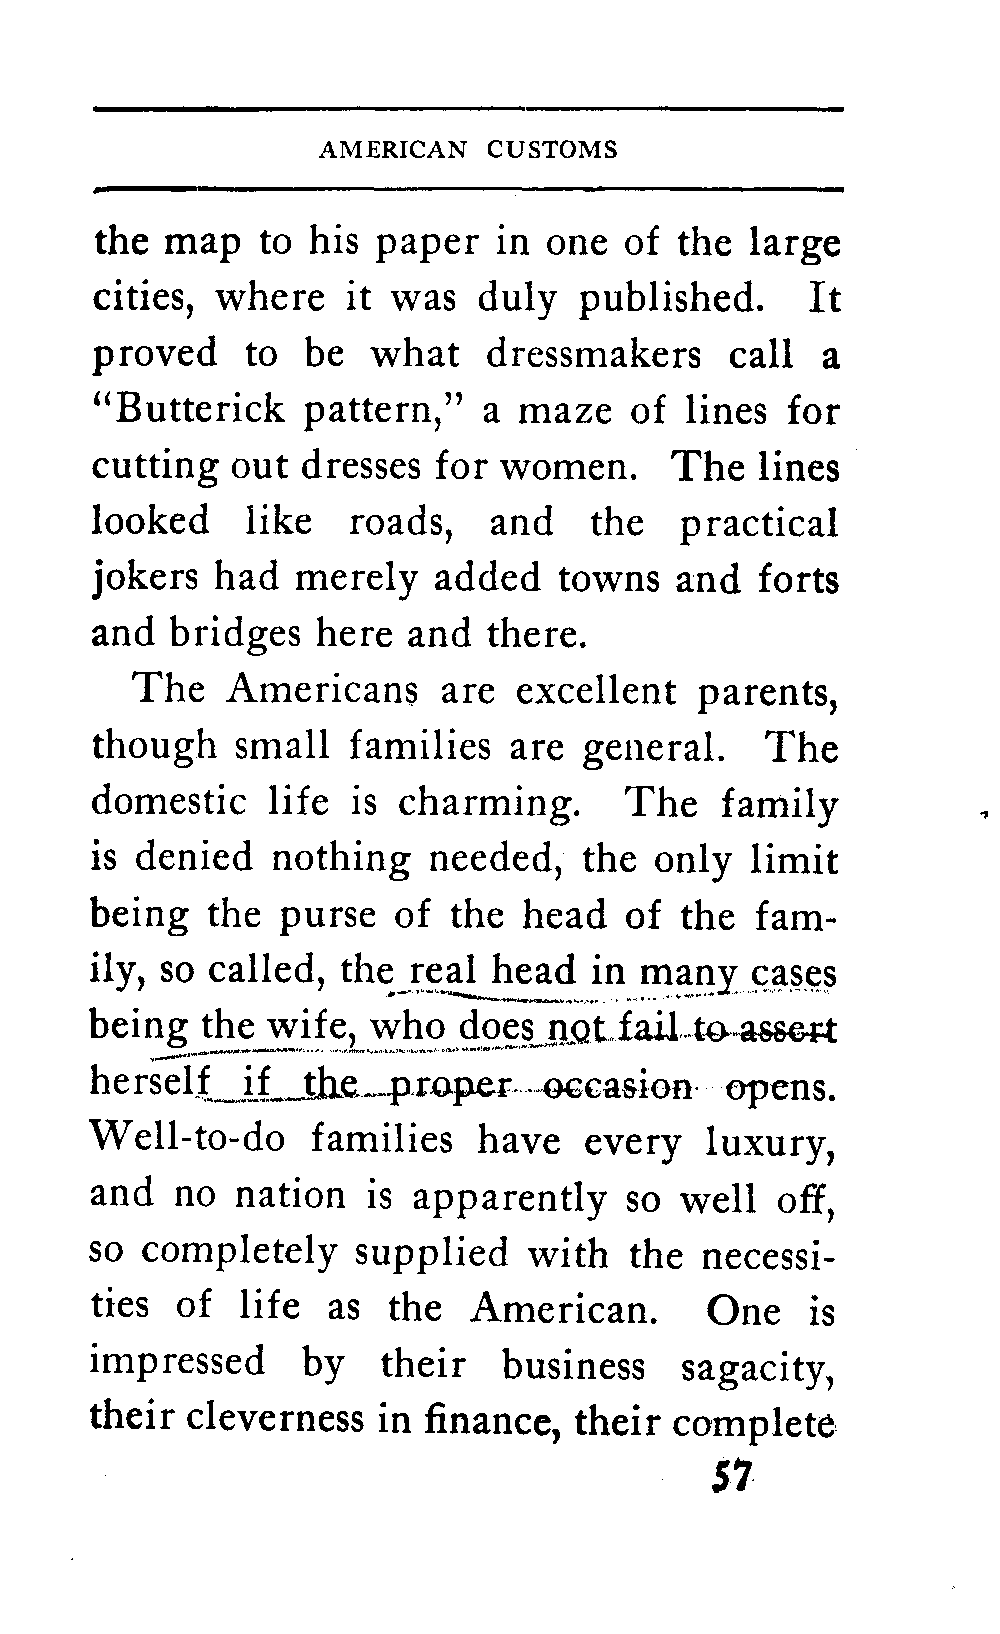 AMERICAN CUSTOMS
the map to his paper in one of the large
cities, where it was duly published. It
proved to be what dressmakers call a
“Butterick pattern,” a maze of lines for
cutting out dresses for women. The lines
looked like roads, and the practical
jokers had merely added towns and forts
and bridges here and there.
The Americans are excellent parents,
though small families are general. The
domestic life is charming. The family
is denied nothing needed, the only limit
being the purse of the head of the fam-
ily, so called, the real head in many cases
being the wife, who does not fail to assert
herself if the proper occasion opens.
Well-to-do families have every luxury,
and no nation is apparently so well off,
so completely supplied with the necessi-
ties of life as the American. One is
impressed by their business sagacity,
their cleverness in finance, their complete
57